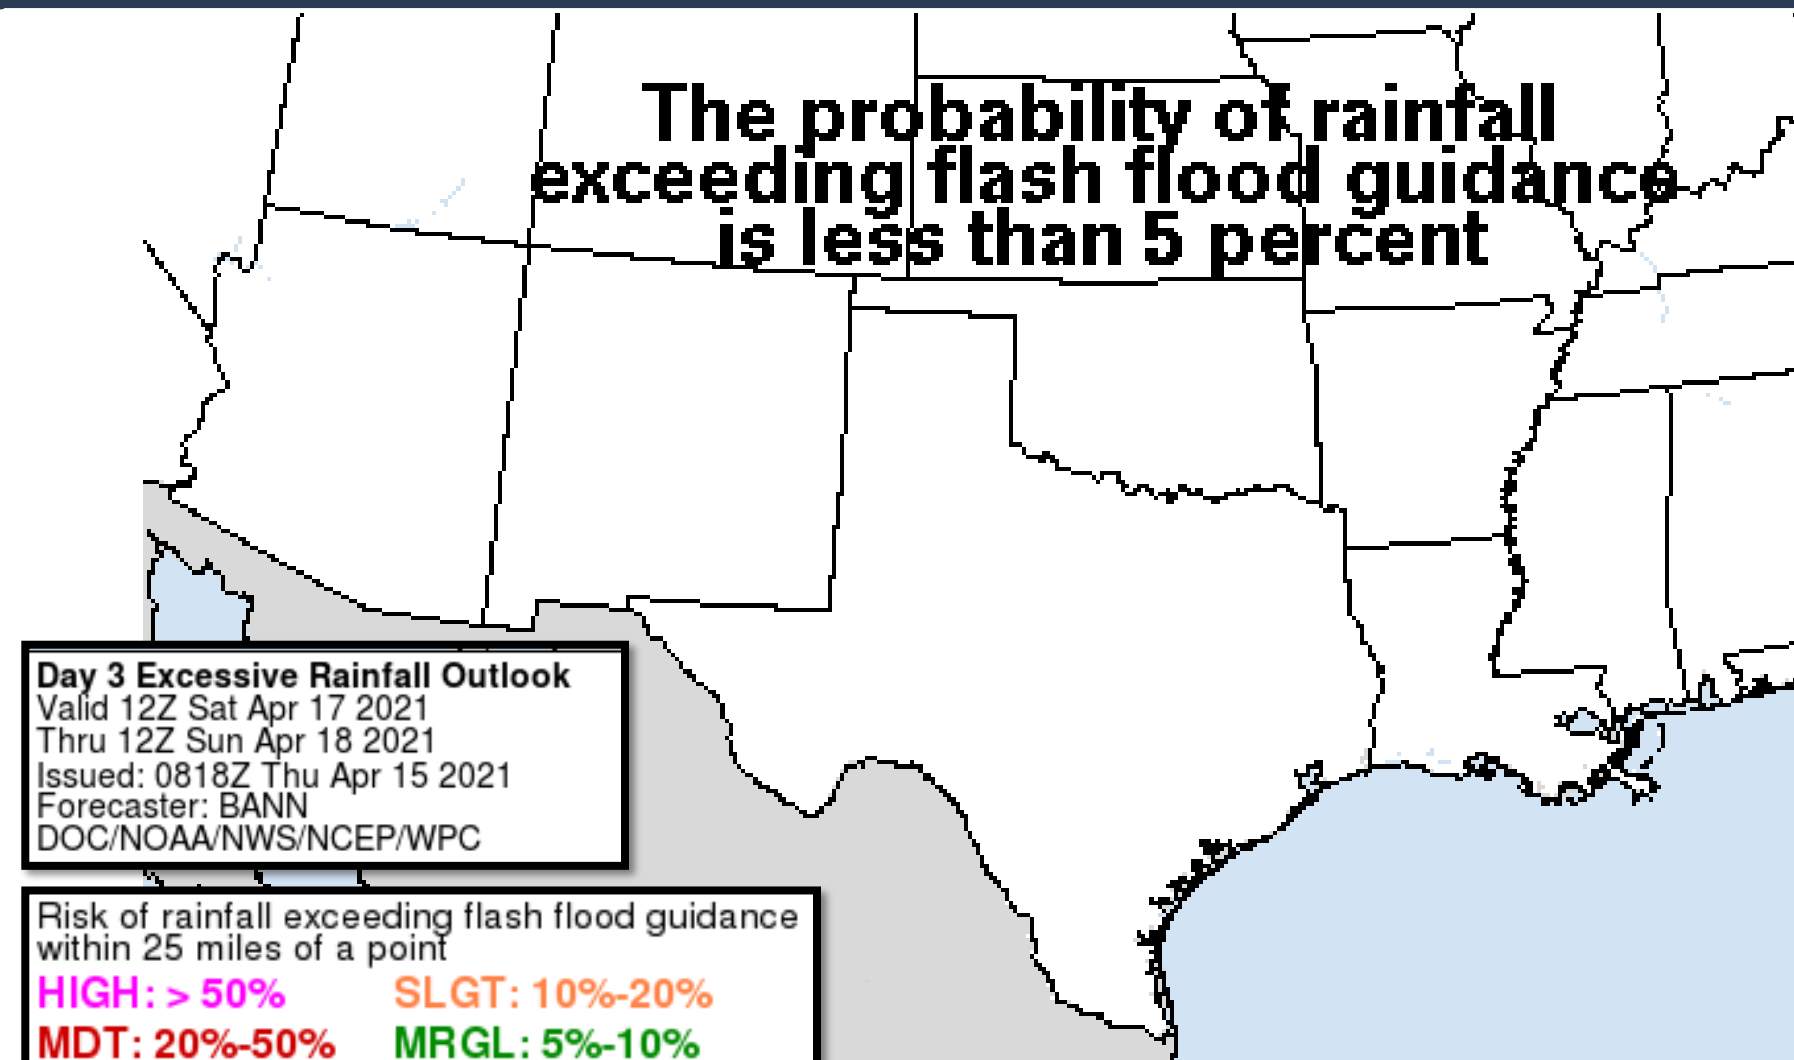 The probability of rainfall
exceeding flash flood guidance
is less than 5 percent
Day 3 Excessive Rainfall Outlook
Valid 12Z Sat Apr 17 2021
Thru 12Z Sun Apr 18 2021
Issued: 0818Z Thu Apr 15 2021
Forecaster: BANN
DOC/NOAA/NWS/NCEP/WPC
Risk of rainfall exceeding flash flood guidance
within 25 miles of a point
HIGH: > 50% SLGT: 10%-20%
MDT: 20%-50% MRGL: 5%-10%